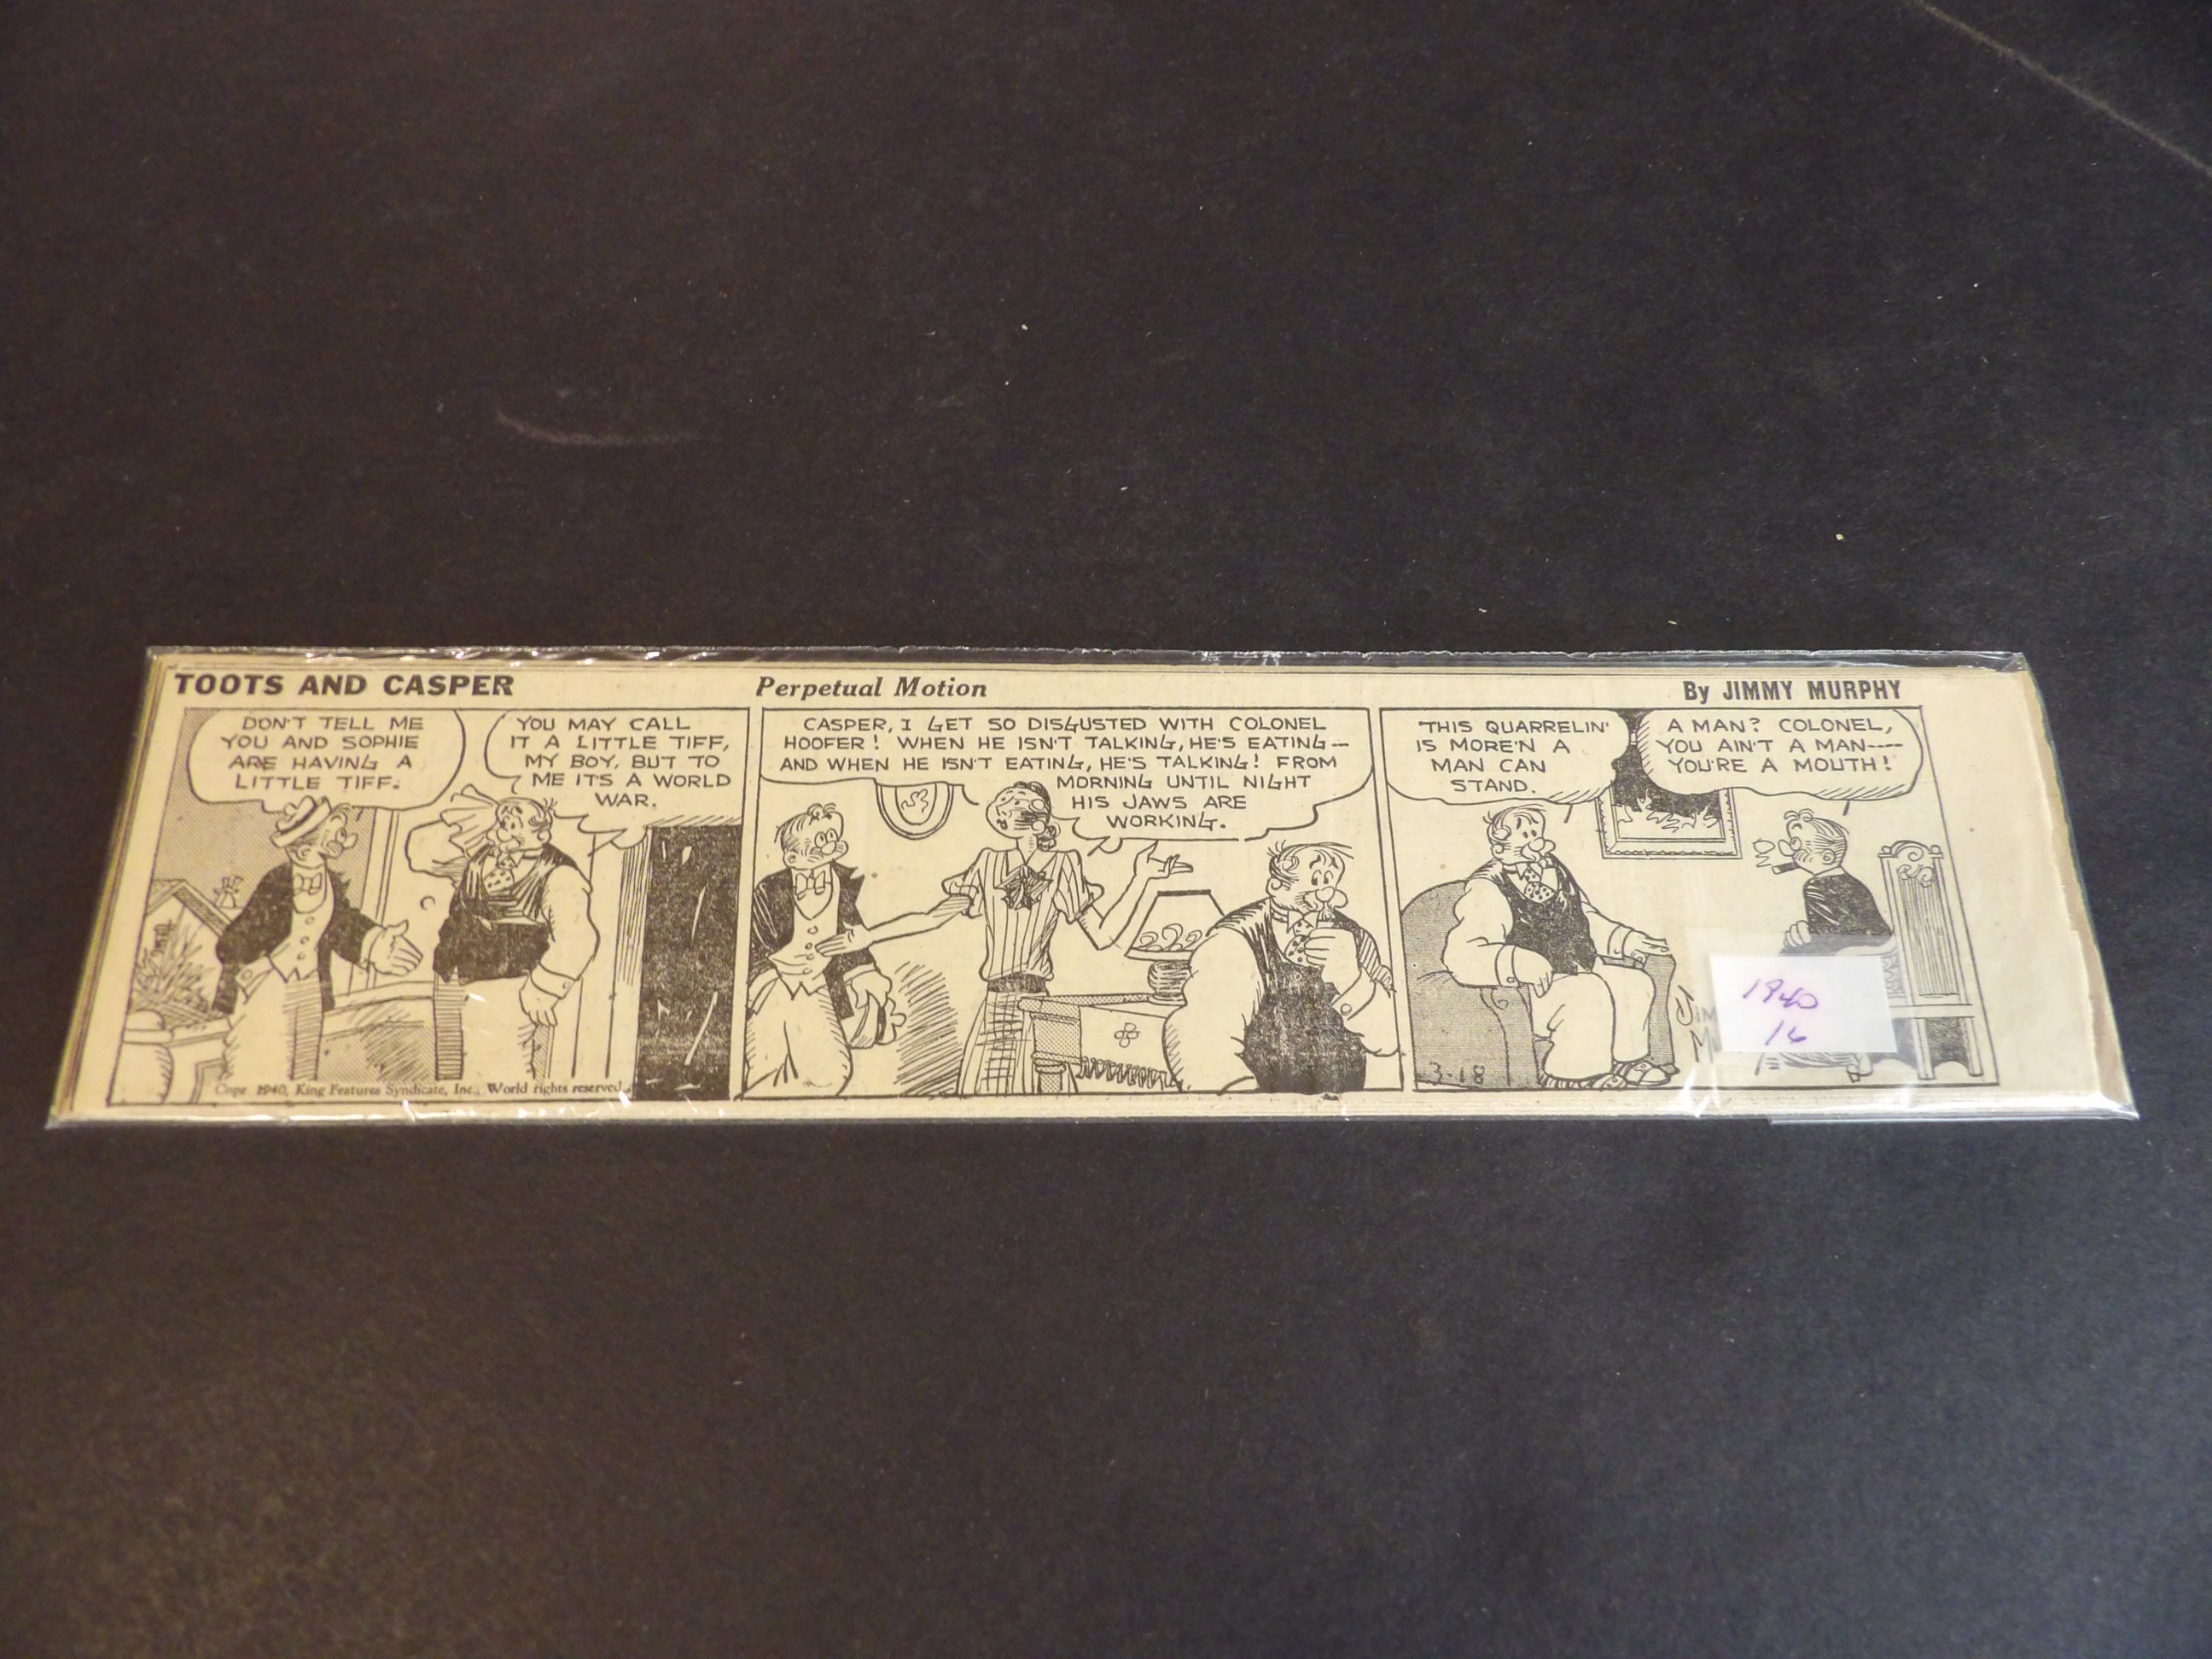 TOOTS AND CASPER
Perpetual Motion
By JIMMY MURPHY
DON'T TELL ME
YOU AND SOPHIE
ARE HAVING A
LITTLE TIFF.
YOU MAY CALL
IT A LITTLE TIFF,
MY BOY, BUT TO
ME IT'S A WORLD
WAR.
Copr 1940, King Features Syndicate, Inc., World rights reserved
CASPER, I GET SO DISGUSTED WITH COLONEL
HOOFER! WHEN HE ISN'T TALKING, HE'S EATING--
AND WHEN HE ISN'T EATING, HE'S TALKING! FROM
MORNING UNTIL NIGHT
HIS JAWS ARE
WORKING.
THIS QUARRELIN'
IS MORE'N A
MAN CAN
STAND.
A MAN? COLONEL,
YOU AIN'T A MAN----
YOU'RE A MOUTH!
3-18
1940
16